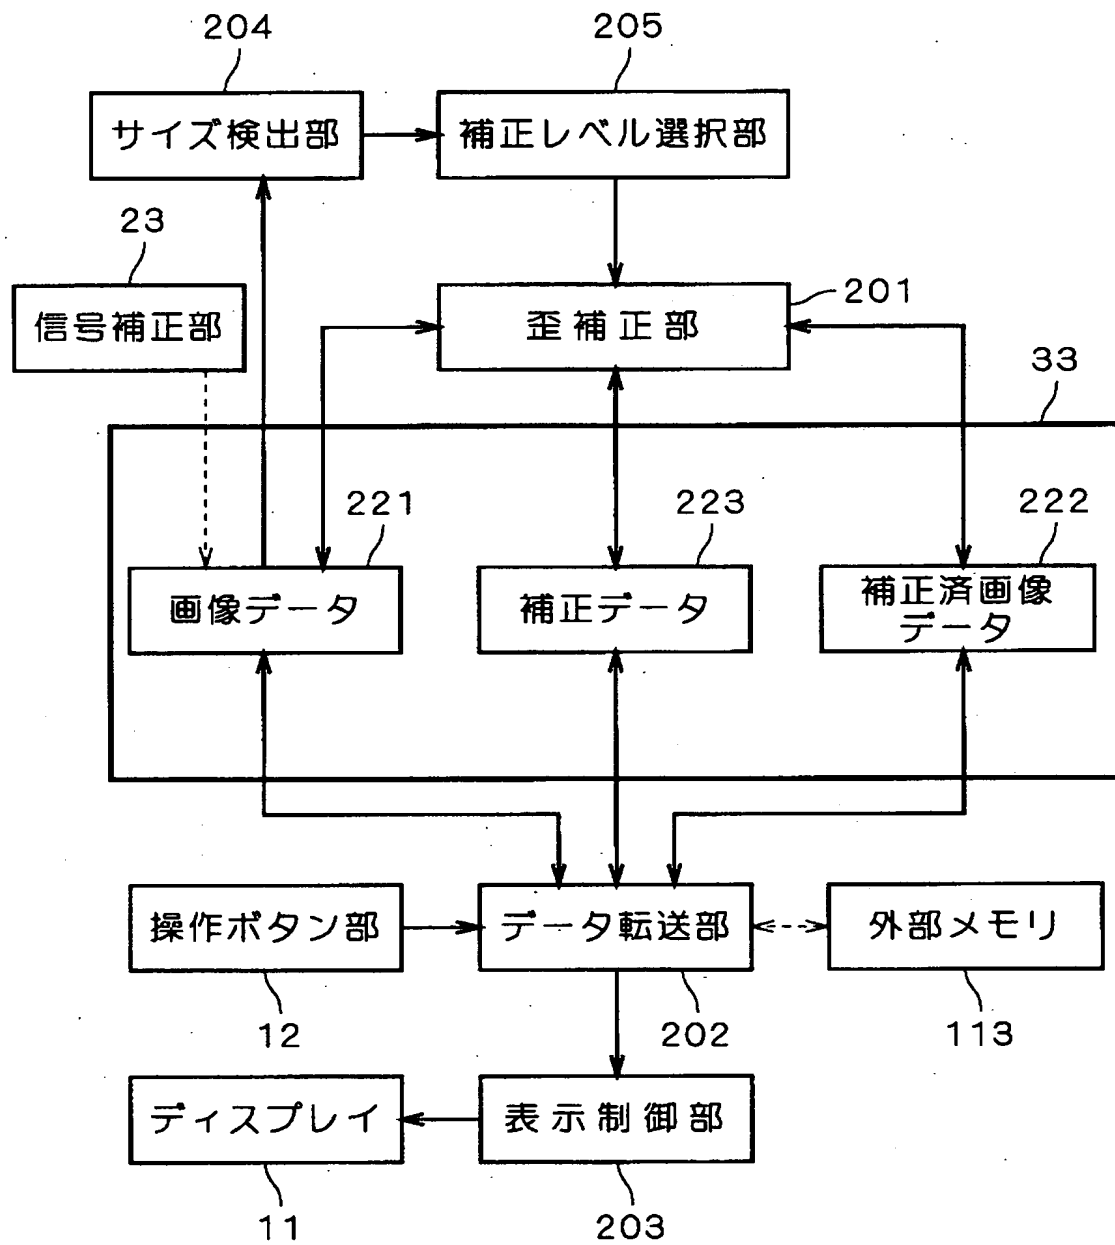 204
205
サイズ検出部
補正レベル選択部
23
信号補正部
201
歪補正部
33
221
223
222
画像データ
補正データ
補正済画像
データ
操作ボタン部
データ転送部
外部メモリ
12
202
113
ディスプレイ
表示制御部
11
203